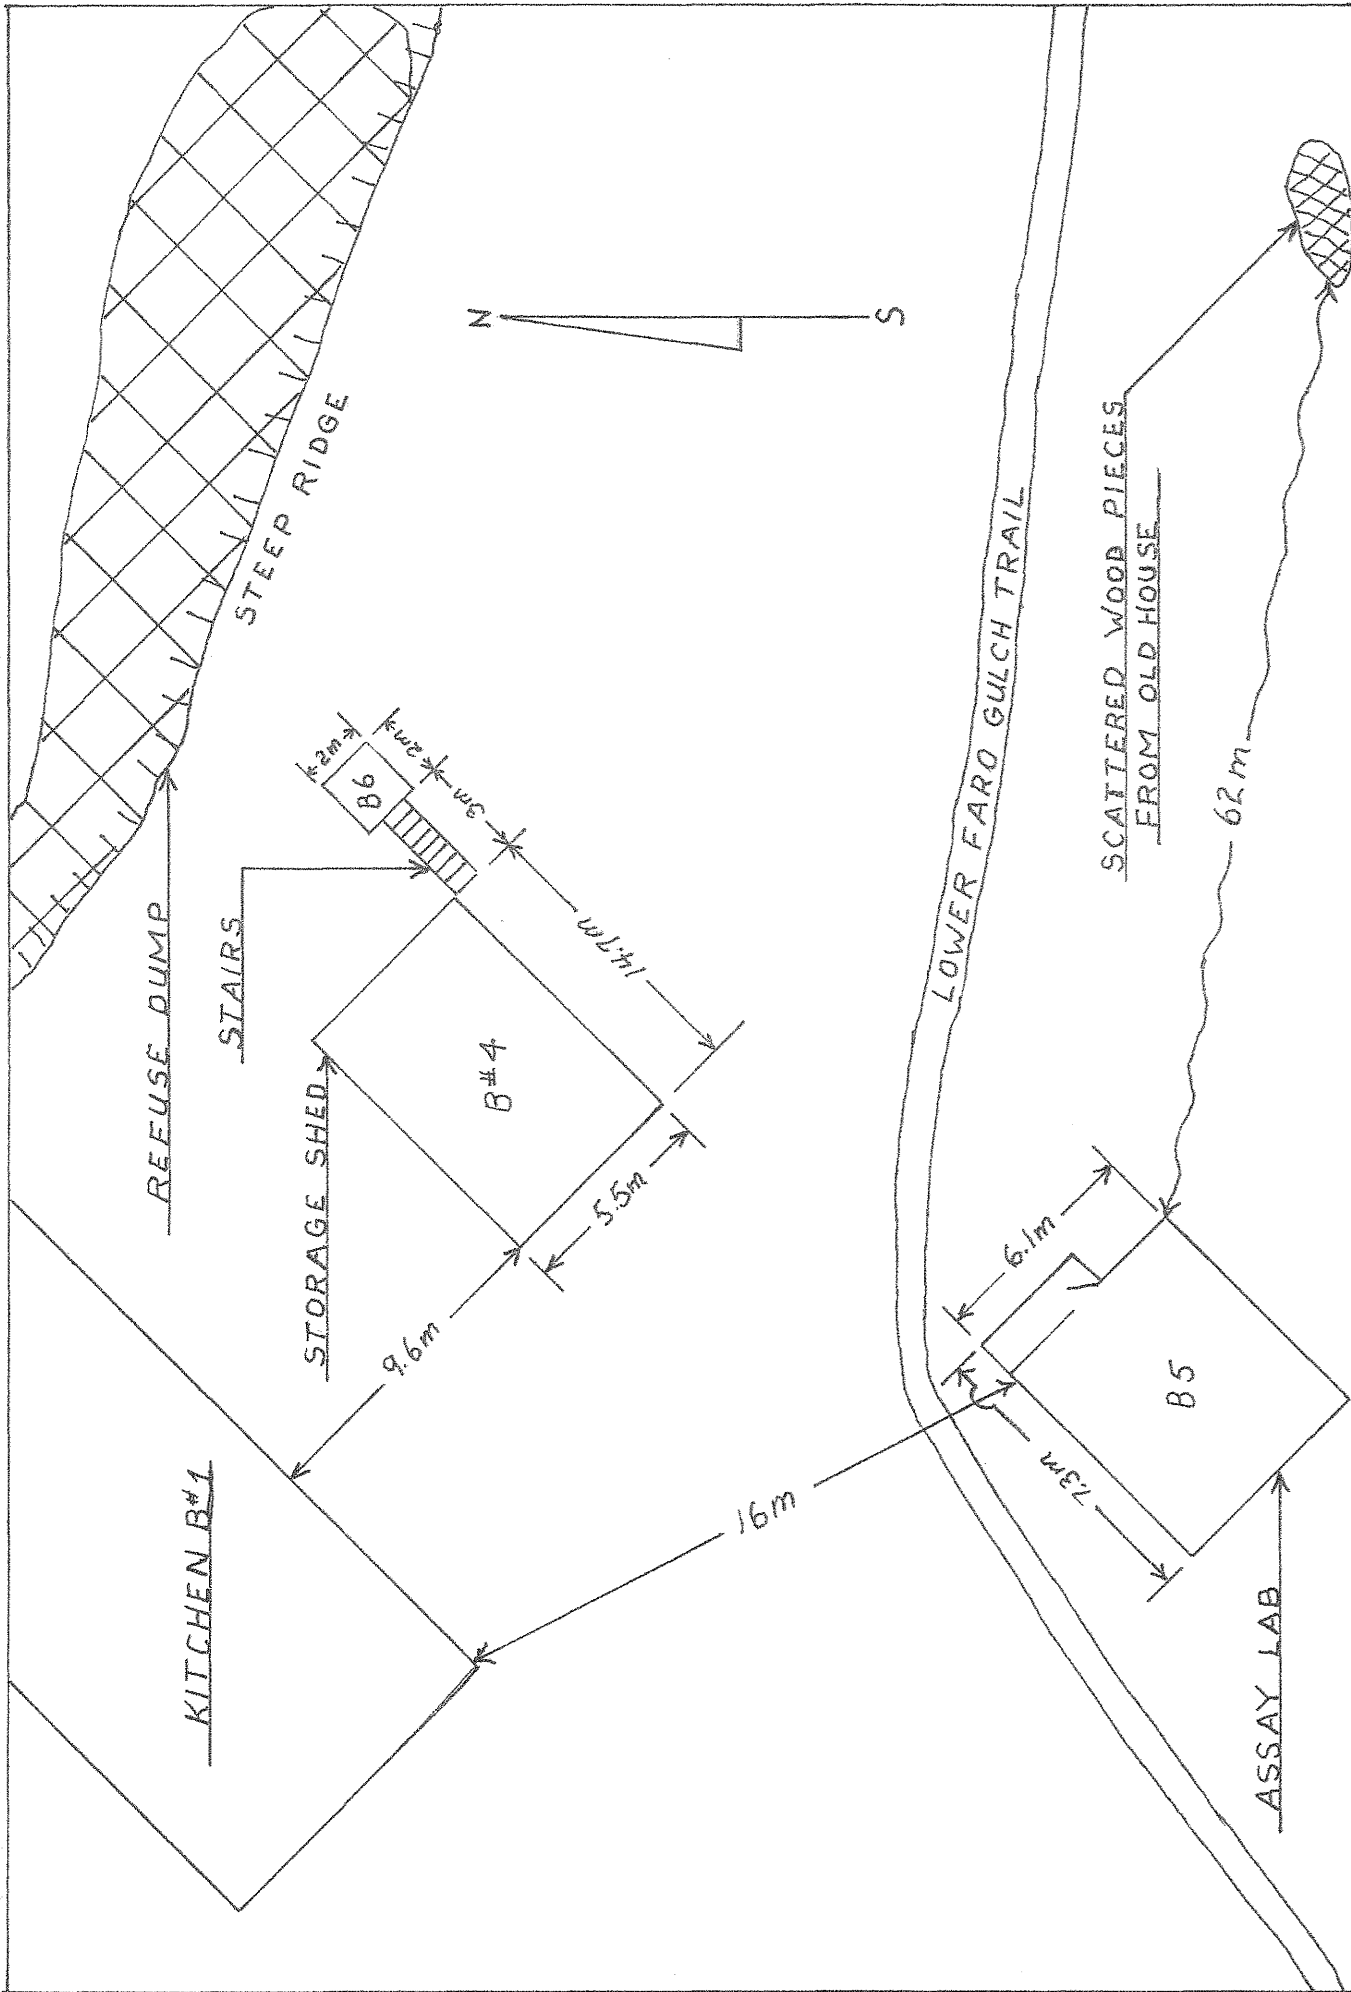 KITCHEN B#1
REFUSE DUMP
STAIRS
STORAGE SHED
STEEP RIDGE
9.6m
5.5m
B#4
14.7m
3m
2m
2m
B6
N
S
16m
LOWER FARO GULCH TRAIL
7.3m
6.1m
B5
ASSAY LAB
62m
SCATTERED WOOD PIECES
FROM OLD HOUSE